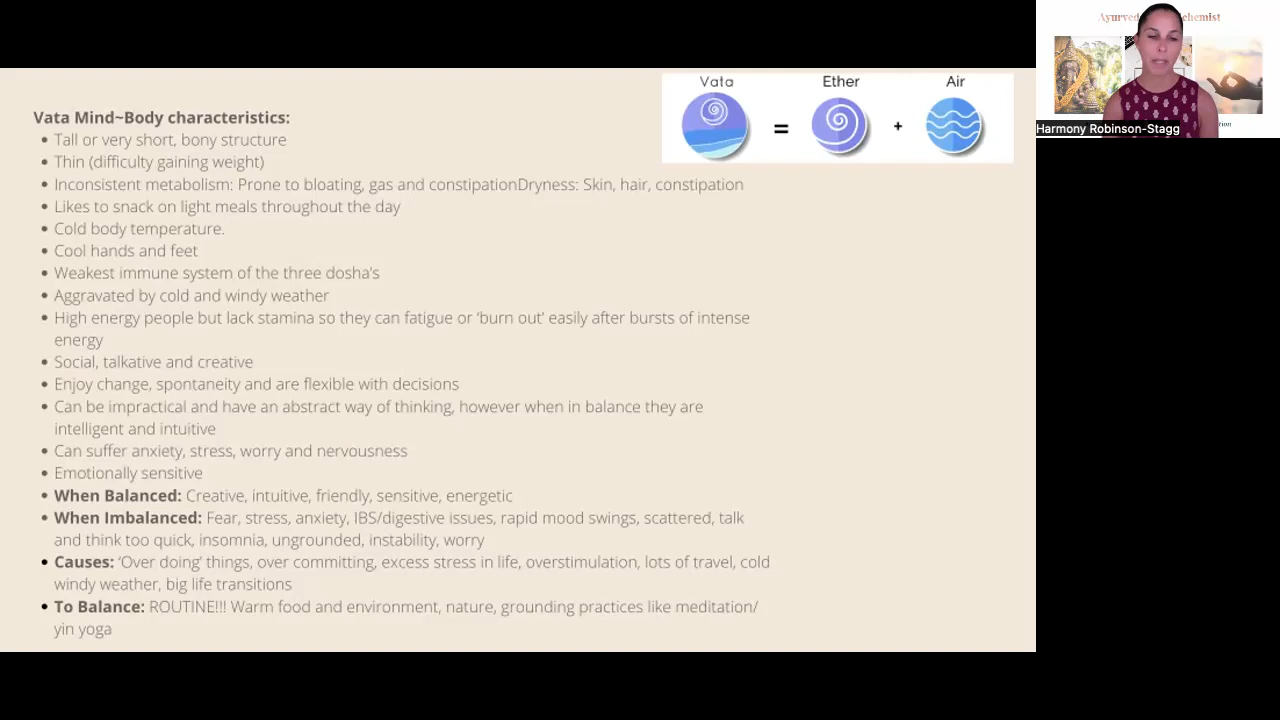 Vata Mind~Body characteristics:
• Tall or very short, bony structure
• Thin (difficulty gaining weight)
• Inconsistent metabolism: Prone to bloating, gas and constipationDryness: Skin, hair, constipation
• Likes to snack on light meals throughout the day
• Cold body temperature.
• Cool hands and feet
• Weakest immune system of the three dosha's
• Aggravated by cold and windy weather
• High energy people but lack stamina so they can fatigue or 'burn out' easily after bursts of intense
energy
• Social, talkative and creative
• Enjoy change, spontaneity and are flexible with decisions
• Can be impractical and have an abstract way of thinking, however when in balance they are
intelligent and intuitive
• Can suffer anxiety, stress, worry and nervousness
• Emotionally sensitive
• When Balanced: Creative, intuitive, friendly, sensitive, energetic
• When Imbalanced: Fear, stress, anxiety, IBS/digestive issues, rapid mood swings, scattered, talk
and think too quick, insomnia, ungrounded, instability, worry
• Causes: 'Over doing' things, over committing, excess stress in life, overstimulation, lots of travel, cold
windy weather, big life transitions
• To Balance: ROUTINE!!! Warm food and environment, nature, grounding practices like meditation/
yin yoga
Vata Ether Air
= +
Harmony Robinson-Stagg